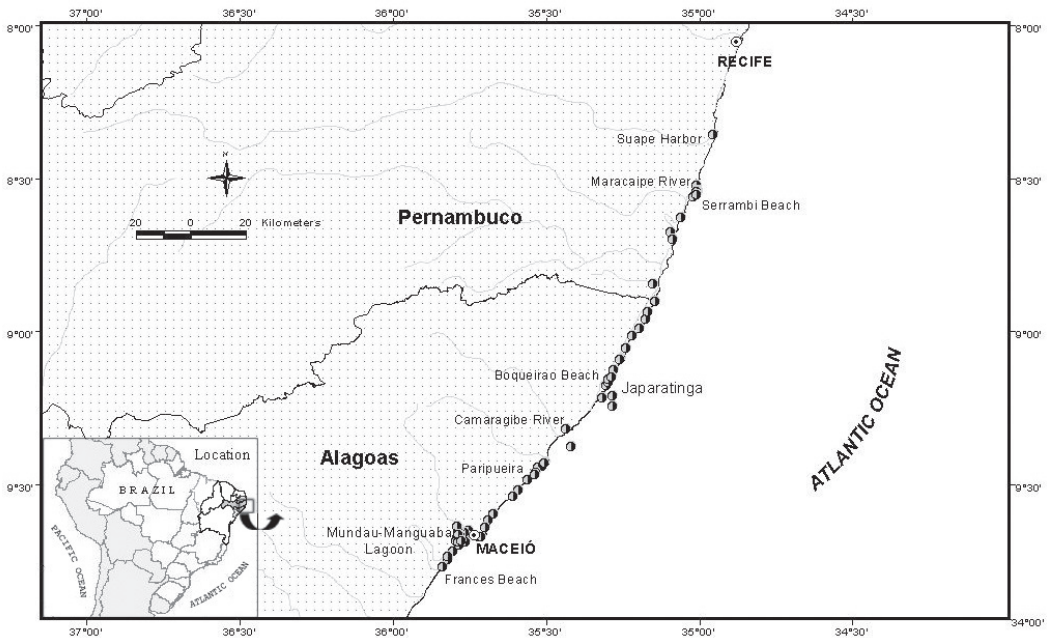 37°00' 36°30' 36°00' 35°30' 35°00' 34°30'
8°00' 8°00'
RECIFE
Suape Harbor
N
8°30' Maracaipe River 8°30'
Serrambi Beach
Pernambuco
20 0 20 Kilometers
9°00' 9°00'
Boqueirao Beach
Japaratinga
ATLANTIC OCEAN
Camaragibe River
Alagoas
Paripueira
9°30' 9°30'
Mundau-Manguaba
Lagoon
MACEIÓ
Frances Beach
Location
BRAZIL
PACIFIC OCEAN
ATLANTIC OCEAN
37°00' 36°30' 36°00' 35°30' 35°00' 34°00'